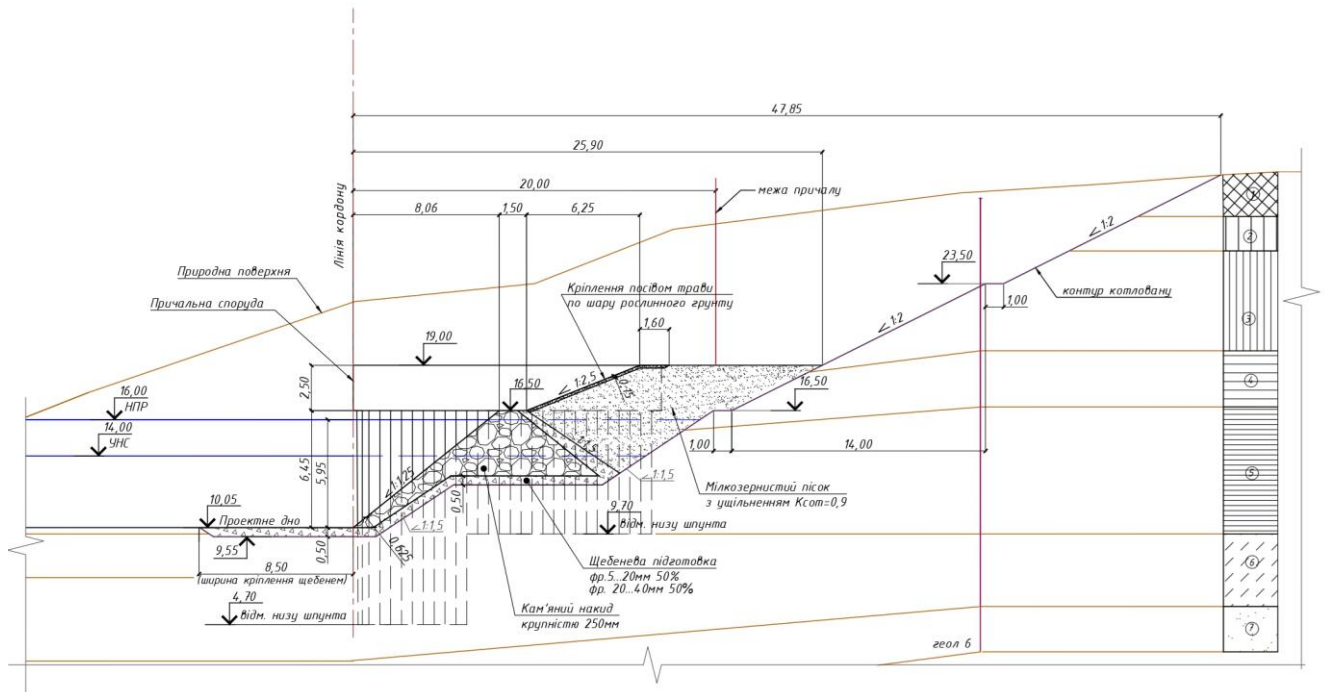 47,85
25,90
20,00
межа причалу
8,06
1,50
6,25
Лінія кордону
1
2
3
4
5
6
7
1:2
23,50
контур котловану
1,00
Природна поверхня
Причальна споруда
Кріплення посівом трави
по шару рослинного грунту
1,60
1:2
19,00
2,50
1:2,5
0,15
16,50
16,50
16,00
НПР
14,00
УНС
1,00
14,00
6,45
5,95
1:1,25
1:1,5
1:1,5
0,50
Мілкозернистий пісок
з ущільненням Kcom=0,9
10,05
Проектне дно
9,55
0,50
1:1,5
0,625
9,70
відм. низу шпунта
8,50
(ширина кріплення щебенем)
Щебенева підготовка
фр.5...20мм 50%
фр. 20...40мм 50%
4,70
відм. низу шпунта
Кам'яний накид
крупністю 250мм
геол 6